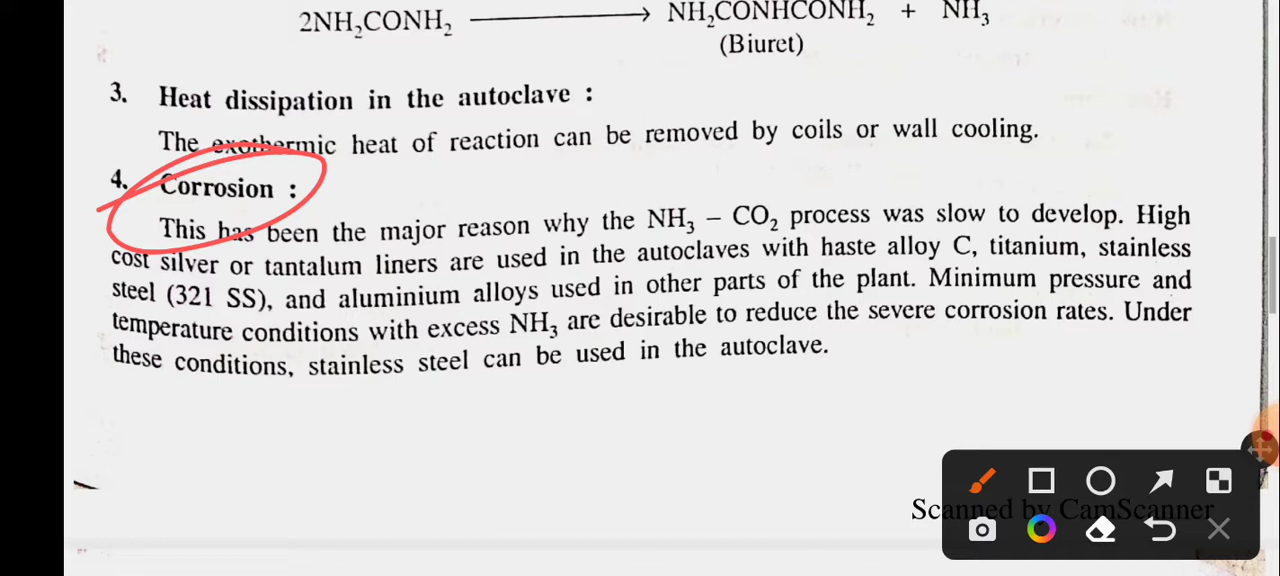 2NH₂CONH₂ ⟶ NH₂CONHCONH₂ + NH₃
(Biuret)
3. Heat dissipation in the autoclave :
The exothermic heat of reaction can be removed by coils or wall cooling.
4. Corrosion :
This has been the major reason why the NH₃ – CO₂ process was slow to develop. High
cost silver or tantalum liners are used in the autoclaves with haste alloy C, titanium, stainless
steel (321 SS), and aluminium alloys used in other parts of the plant. Minimum pressure and
temperature conditions with excess NH₃ are desirable to reduce the severe corrosion rates. Under
these conditions, stainless steel can be used in the autoclave.
Scanned by CamScanner